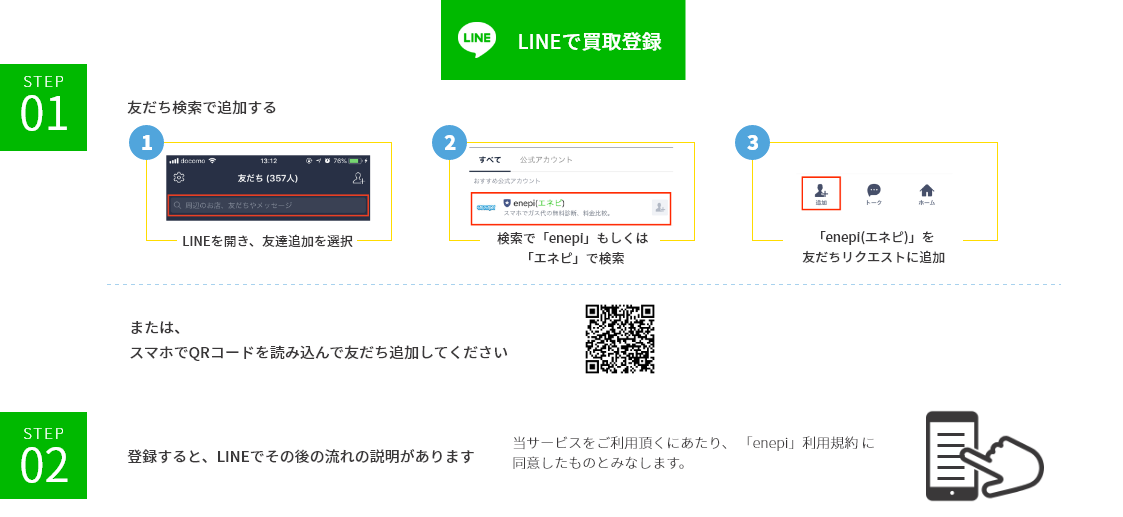 LINE
LINEで買取登録
STEP
01
友だち検索で追加する
1
docomo
13:12
76%
友だち (357人)
周辺のお店、友だちやメッセージ
LINEを開き、友達追加を選択
2
すべて
公式アカウント
おすすめ公式アカウント
enepi(エネピ)
スマホでガス代の無料診断、料金比較。
検索で「enepi」もしくは
「エネピ」で検索
3
追加
トーク
ホーム
「enepi(エネピ)」を
友だちリクエストに追加
または、
スマホでQRコードを読み込んで友だち追加してください
STEP
02
登録すると、LINEでその後の流れの説明があります
当サービスをご利用頂くにあたり、「enepi」利用規約 に
同意したものとみなします。